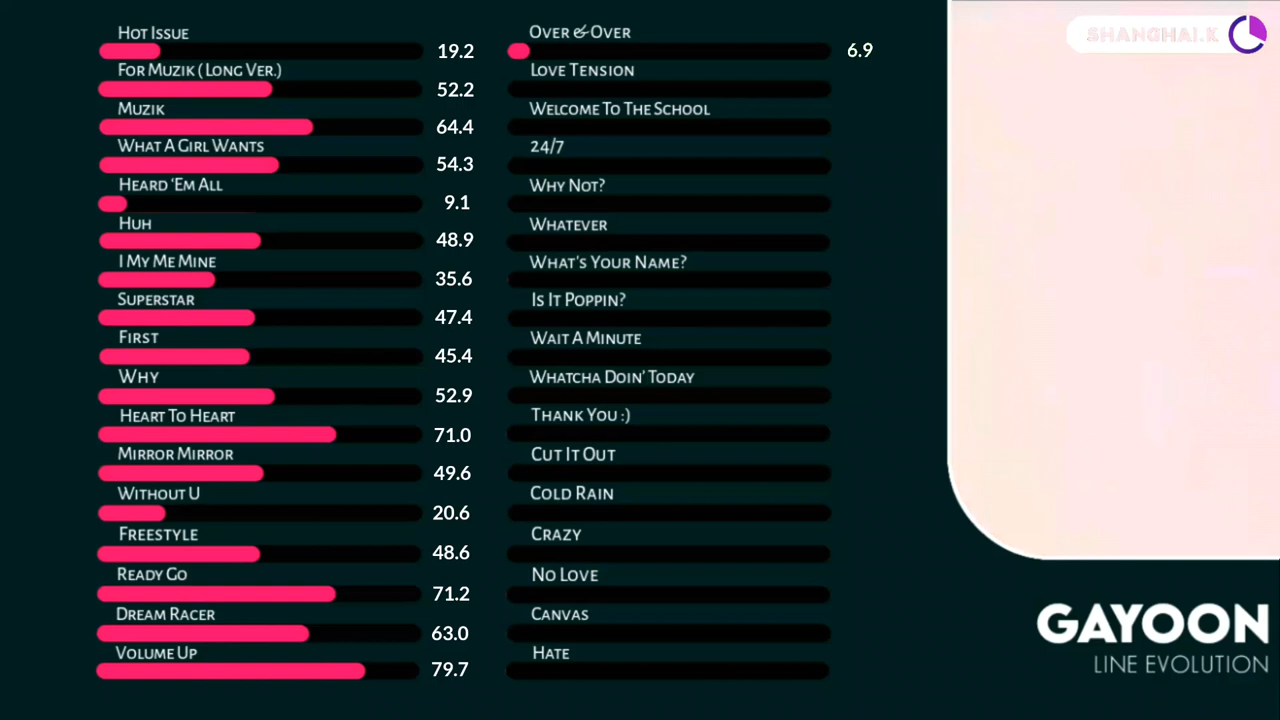 Hot Issue
19.2
For Muzik (Long Ver.)
52.2
Muzik
64.4
What A Girl Wants
54.3
Heard 'Em All
9.1
Huh
48.9
I My Me Mine
35.6
Superstar
47.4
First
45.4
Why
52.9
Heart To Heart
71.0
Mirror Mirror
49.6
Without U
20.6
Freestyle
48.6
Ready Go
71.2
Dream Racer
63.0
Volume Up
79.7
Over & Over
6.9
Love Tension
Welcome To The School
24/7
Why Not?
Whatever
What's Your Name?
Is It Poppin?
Wait A Minute
Whatcha Doin' Today
Thank You :)
Cut It Out
Cold Rain
Crazy
No Love
Canvas
Hate
SHANGHAI.K
GAYOON
LINE EVOLUTION